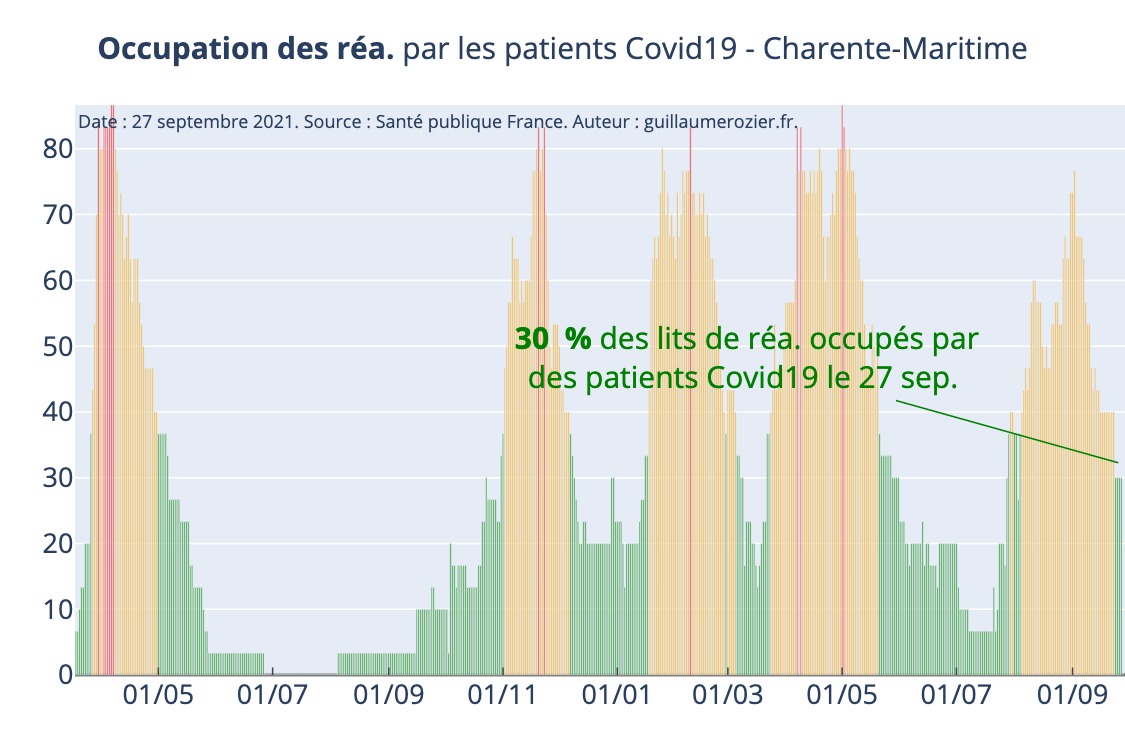 Occupation des réa. par les patients Covid19 - Charente-Maritime
Date : 27 septembre 2021. Source : Santé publique France. Auteur : guillaumerozier.fr.
80
70
60
50
40
30
20
10
0
30 % des lits de réa. occupés par
des patients Covid19 le 27 sep.
01/05 01/07 01/09 01/11 01/01 01/03 01/05 01/07 01/09